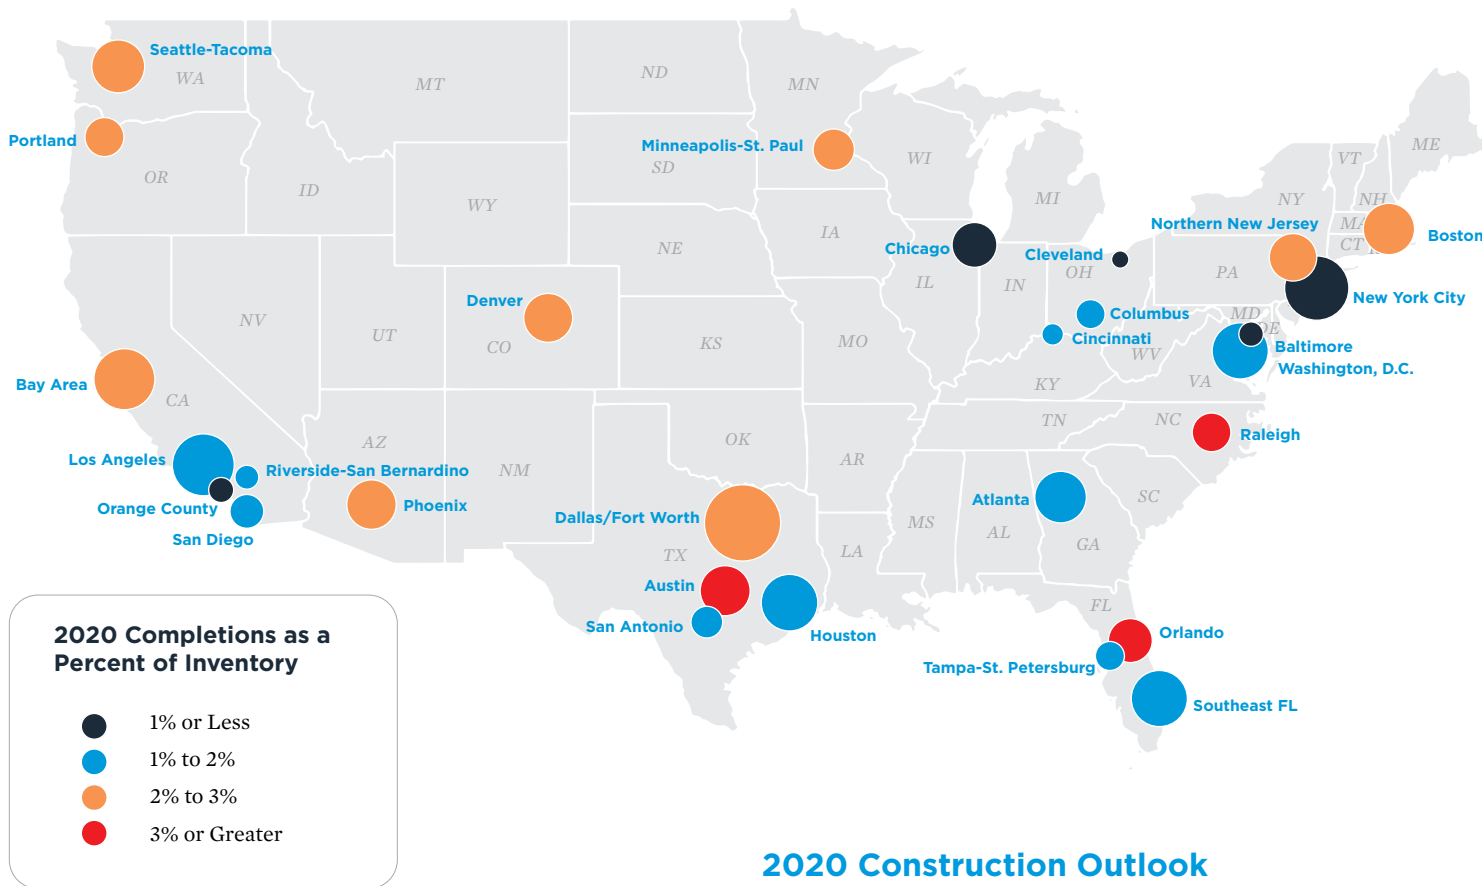 Seattle-Tacoma
WA
MT
ND
MN
Portland
OR
ID
Minneapolis-St. Paul
SD
WI
MI
VT
ME
NY
NH
WY
Northern New Jersey
MA
Boston
CT
NE
IA
Chicago
Cleveland
IL
IN
OH
PA
New York City
Denver
NV
UT
CO
KS
MO
Columbus
Cincinnati
MD
DE
Baltimore
Washington, D.C.
WV
VA
KY
Bay Area
CA
TN
NC
Raleigh
AZ
NM
OK
AR
Los Angeles
Riverside-San Bernardino
Orange County
San Diego
Phoenix
Dallas/Fort Worth
TX
MS
AL
Atlanta
GA
SC
LA
Austin
San Antonio
Houston
FL
Orlando
Tampa-St. Petersburg
Southeast FL
2020 Completions as a
Percent of Inventory
1% or Less
1% to 2%
2% to 3%
3% or Greater
2020 Construction Outlook